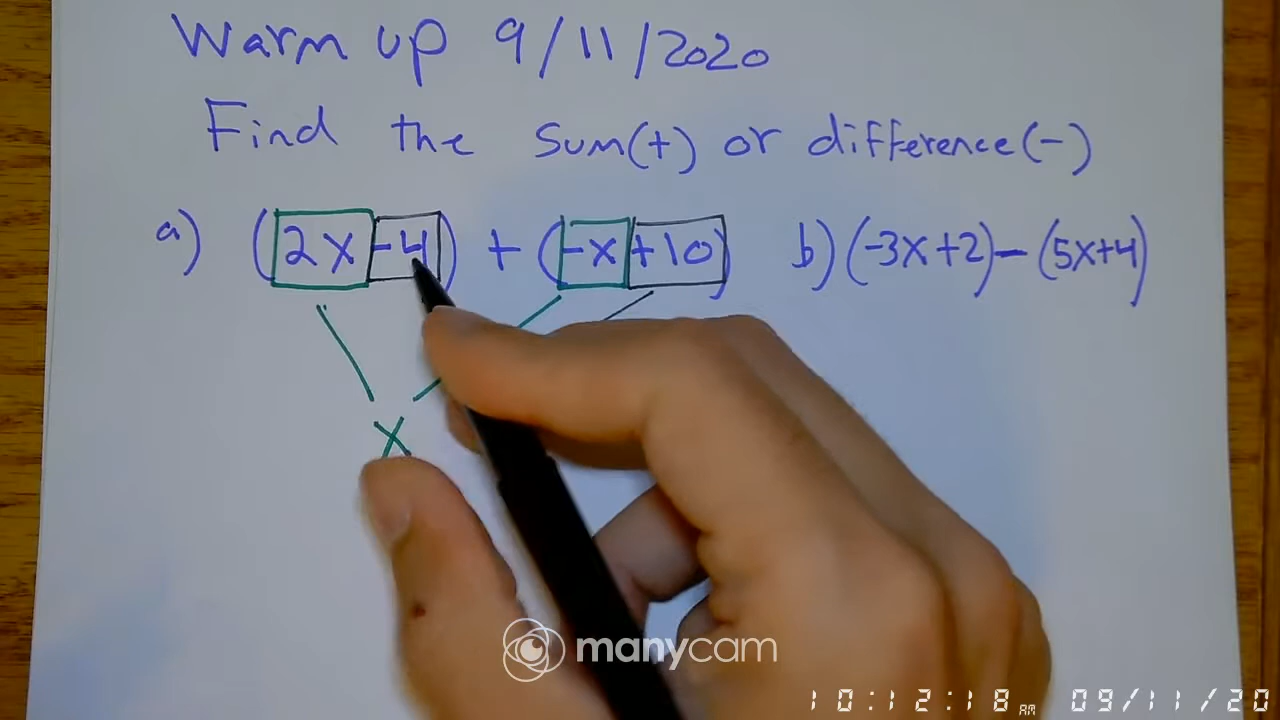 Warm up 9/11/2020
Find the sum(+) or difference(-)
a) (2x-4) + (-x+10) b) (-3x+2)-(5x+4)
x
manycam
10:12:18 AM 09/11/20